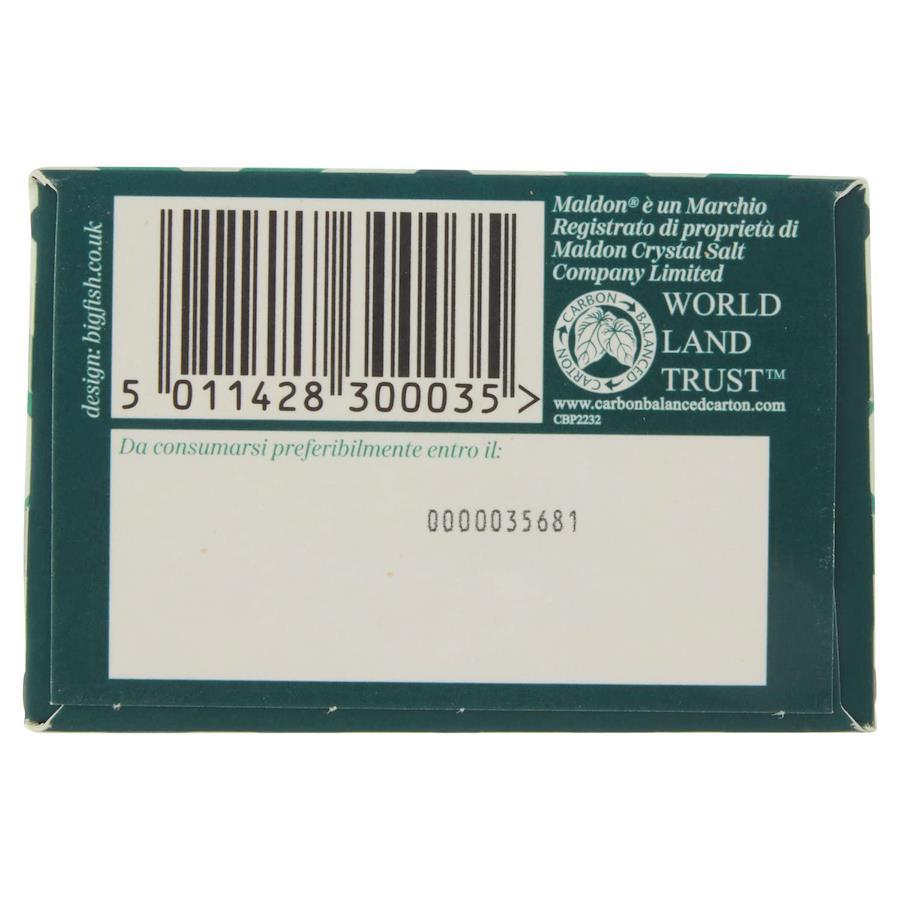 design: bigfish.co.uk
5 011428 300035 >
Maldon® è un Marchio
Registrato di proprietà di
Maldon Crystal Salt
Company Limited
CARBON BALANCED CARTON
WORLD
LAND
TRUST™
www.carbonbalancedcarton.com
CBP2232
Da consumarsi preferibilmente entro il:
0000035681